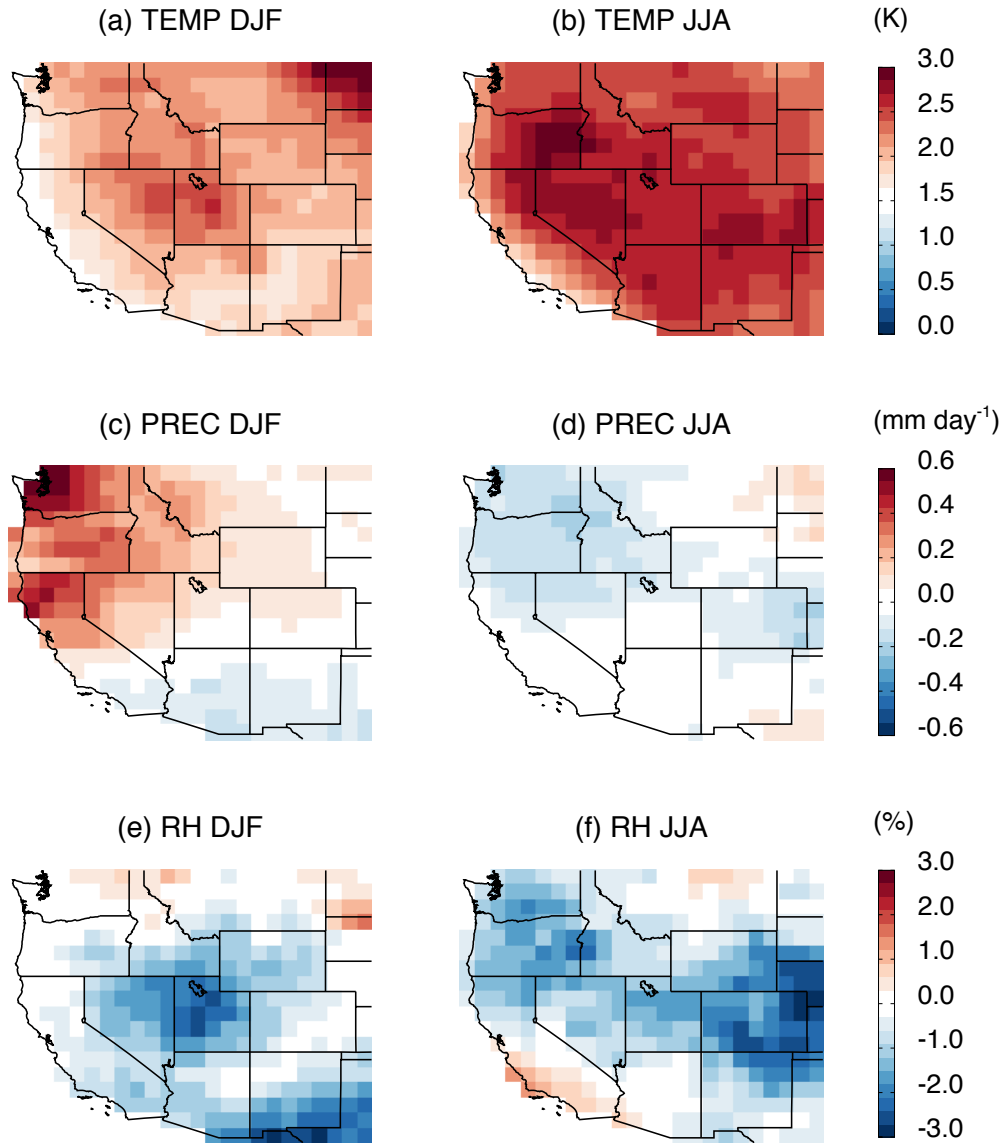 (a) TEMP DJF
(b) TEMP JJA
(K)
3.0
2.5
2.0
1.5
1.0
0.5
0.0
(c) PREC DJF
(d) PREC JJA
(mm day⁻¹)
0.6
0.4
0.2
0.0
-0.2
-0.4
-0.6
(e) RH DJF
(f) RH JJA
(%)
3.0
2.0
1.0
0.0
-1.0
-2.0
-3.0